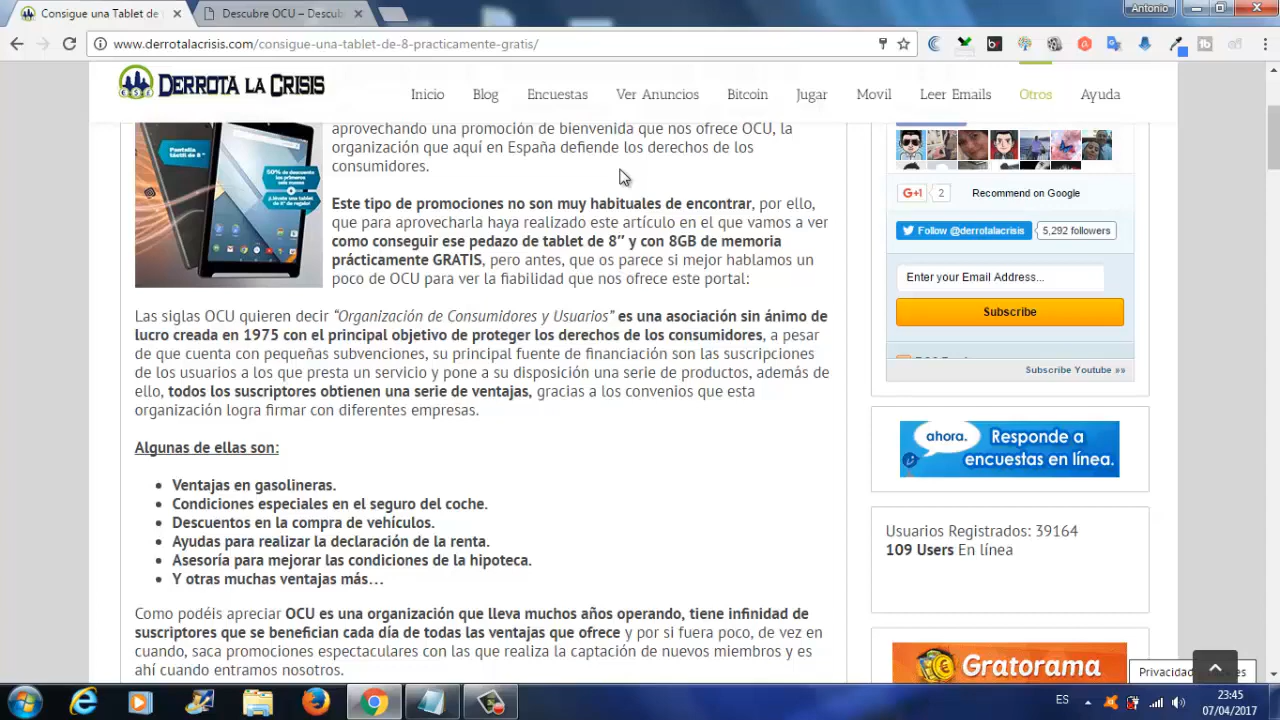 Consigue una Tablet de
Descubre OCU – Descub
Antonio
www.derrotalacrisis.com/consigue-una-tablet-de-8-practicamente-gratis/
DERROTA LA CRISIS
Inicio
Blog
Encuestas
Ver Anuncios
Bitcoin
Jugar
Movil
Leer Emails
Otros
Ayuda
aprovechando una promoción de bienvenida que nos ofrece OCU, la
organización que aquí en España defiende los derechos de los
consumidores.
Este tipo de promociones no son muy habituales de encontrar, por ello,
que para aprovecharla haya realizado este artículo en el que vamos a ver
como conseguir ese pedazo de tablet de 8″ y con 8GB de memoria
prácticamente GRATIS, pero antes, que os parece si mejor hablamos un
poco de OCU para ver la fiabilidad que nos ofrece este portal:
Pantalla
táctil de 8"
Las siglas OCU quieren decir “Organización de Consumidores y Usuarios” es una asociación sin ánimo de
lucro creada en 1975 con el principal objetivo de proteger los derechos de los consumidores, a pesar
de que cuenta con pequeñas subvenciones, su principal fuente de financiación son las suscripciones
de los usuarios a los que presta un servicio y pone a su disposición una serie de productos, además de
ello, todos los suscriptores obtienen una serie de ventajas, gracias a los convenios que esta
organización logra firmar con diferentes empresas.
Algunas de ellas son:
Ventajas en gasolineras.
Condiciones especiales en el seguro del coche.
Descuentos en la compra de vehículos.
Ayudas para realizar la declaración de la renta.
Asesoría para mejorar las condiciones de la hipoteca.
Y otras muchas ventajas más…
Como podéis apreciar OCU es una organización que lleva muchos años operando, tiene infinidad de
suscriptores que se benefician cada día de todas las ventajas que ofrece y por si fuera poco, de vez en
cuando, saca promociones espectaculares con las que realiza la captación de nuevos miembros y es
ahí cuando entramos nosotros.
G+1 2 Recommend on Google
Follow @derrotalacrisis 5,292 followers
Enter your Email Address...
Subscribe
Subscribe Youtube »»
ahora.
Responde a
encuestas en línea.
Usuarios Registrados: 39164
109 Users En línea
Gratorama
ES
23:45
07/04/2017